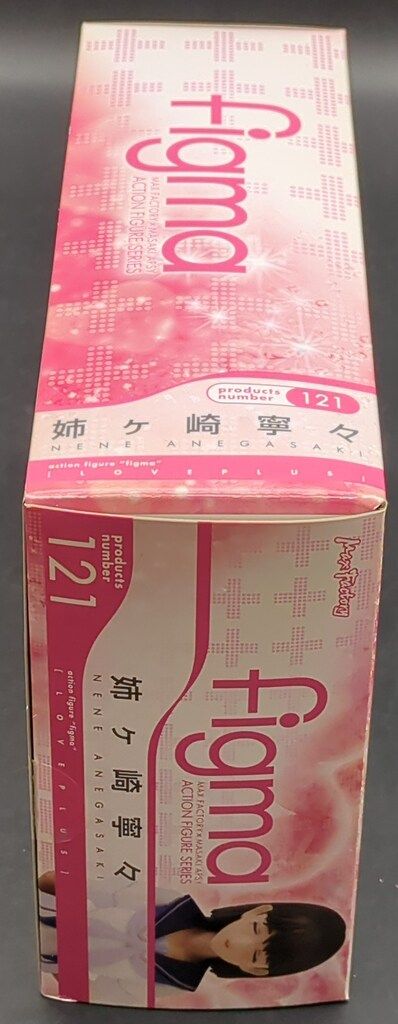 figma
MAX FACTORY×MASAKI APSY
ACTION FIGURE SERIES
products
number
121
姉ヶ崎寧々
NENE ANEGASAKI
action figure "figma"
[LOVEPLUS]
products
number
121
Max Factory
figma
MAX FACTORY×MASAKI APSY
ACTION FIGURE SERIES
姉ヶ崎寧々
NENE ANEGASAKI
action figure "figma"
[LOVEPLUS]